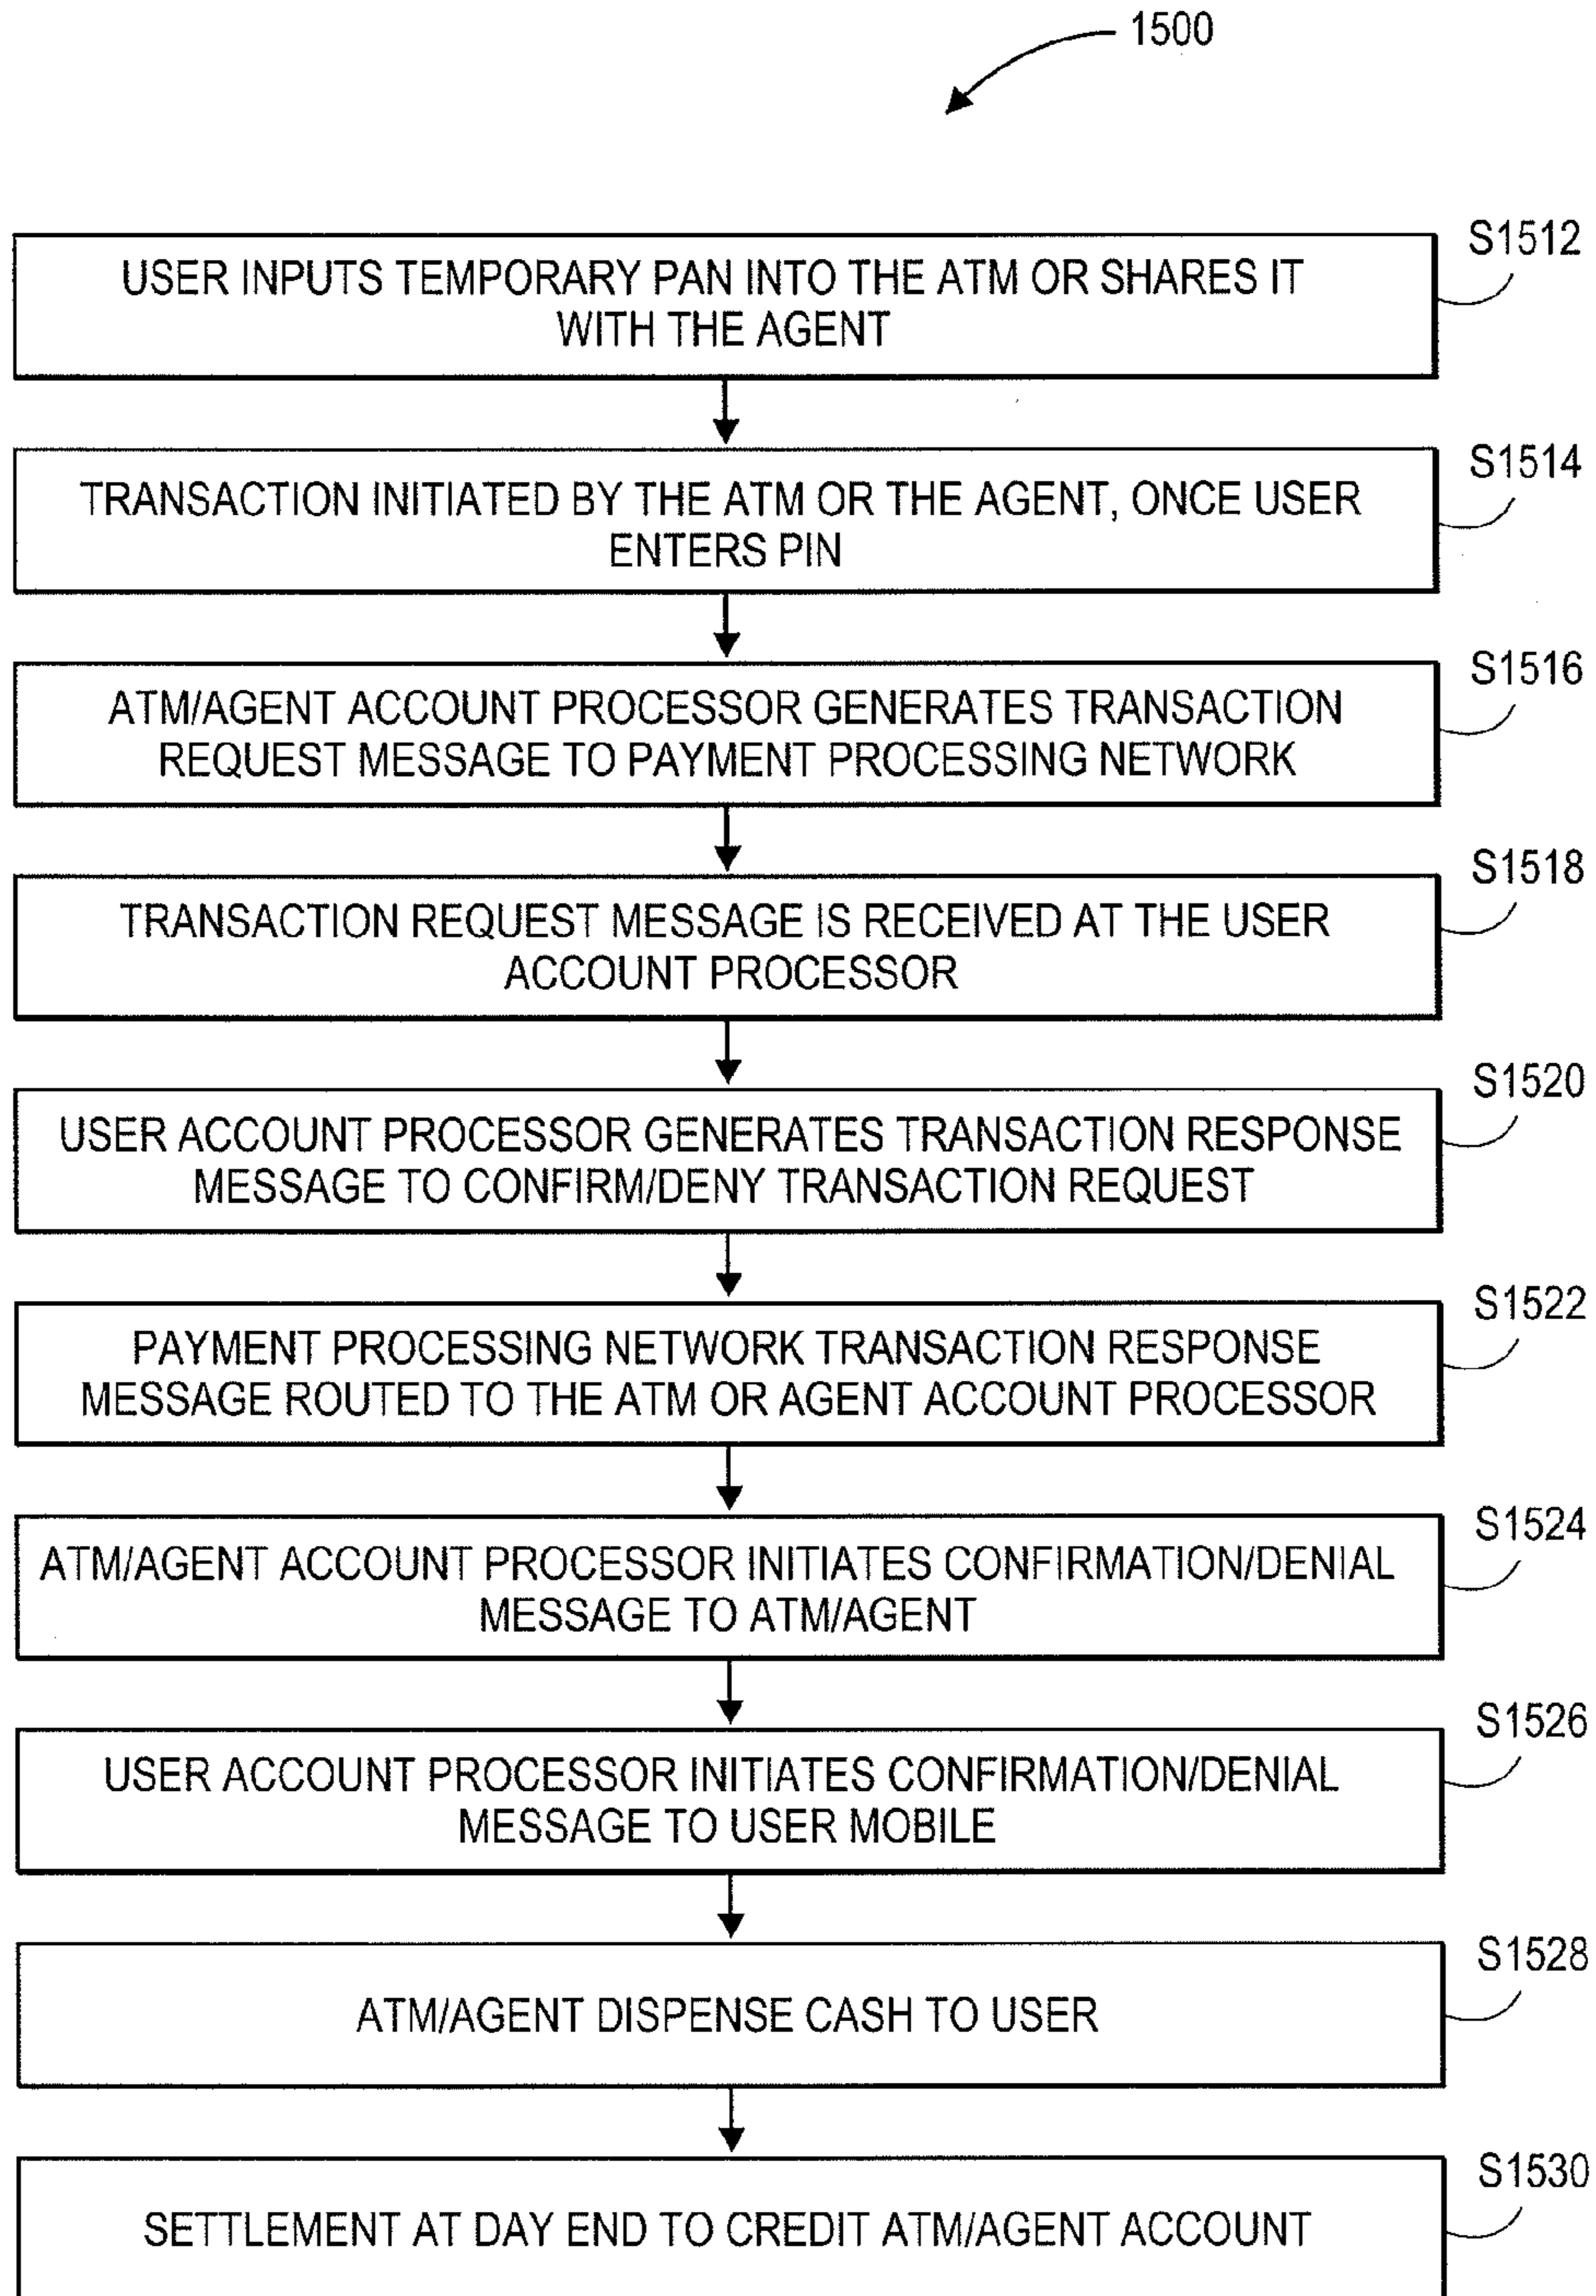 1500
S1512
USER INPUTS TEMPORARY PAN INTO THE ATM OR SHARES IT
WITH THE AGENT
S1514
TRANSACTION INITIATED BY THE ATM OR THE AGENT, ONCE USER
ENTERS PIN
S1516
ATM/AGENT ACCOUNT PROCESSOR GENERATES TRANSACTION
REQUEST MESSAGE TO PAYMENT PROCESSING NETWORK
S1518
TRANSACTION REQUEST MESSAGE IS RECEIVED AT THE USER
ACCOUNT PROCESSOR
S1520
USER ACCOUNT PROCESSOR GENERATES TRANSACTION RESPONSE
MESSAGE TO CONFIRM/DENY TRANSACTION REQUEST
S1522
PAYMENT PROCESSING NETWORK TRANSACTION RESPONSE
MESSAGE ROUTED TO THE ATM OR AGENT ACCOUNT PROCESSOR
S1524
ATM/AGENT ACCOUNT PROCESSOR INITIATES CONFIRMATION/DENIAL
MESSAGE TO ATM/AGENT
S1526
USER ACCOUNT PROCESSOR INITIATES CONFIRMATION/DENIAL
MESSAGE TO USER MOBILE
S1528
ATM/AGENT DISPENSE CASH TO USER
S1530
SETTLEMENT AT DAY END TO CREDIT ATM/AGENT ACCOUNT